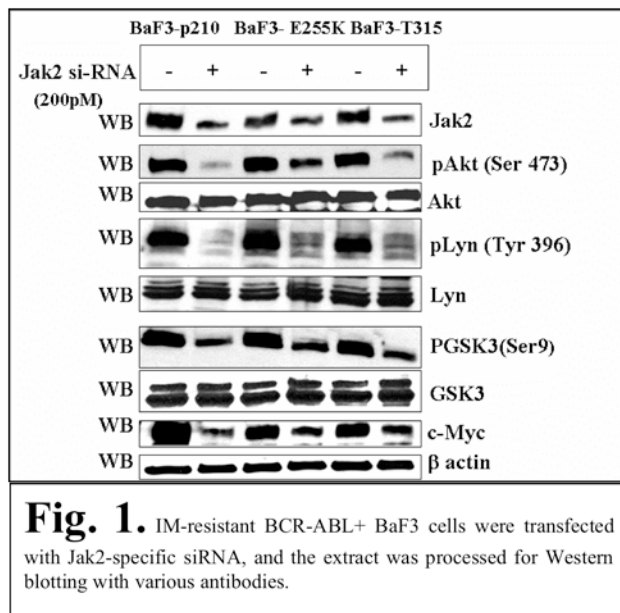 BaF3-p210 BaF3- E255K BaF3-T315
Jak2 si-RNA - + - + - +
(200pM)
WB Jak2
WB pAkt (Ser 473)
WB Akt
WB pLyn (Tyr 396)
WB Lyn
WB PGSK3(Ser9)
WB GSK3
WB c-Myc
WB β actin
Fig. 1. IM-resistant BCR-ABL+ BaF3 cells were transfected
with Jak2-specific siRNA, and the extract was processed for Western
blotting with various antibodies.